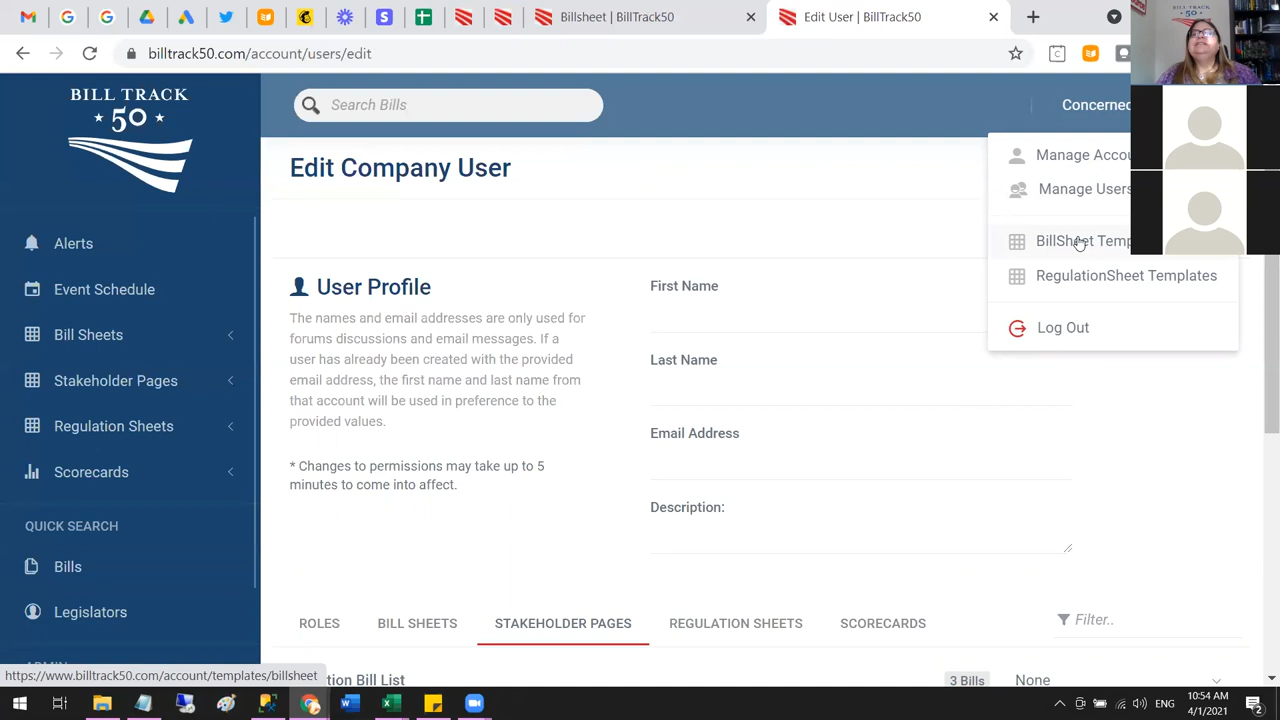 Billsheet | BillTrack50
Edit User | BillTrack50
billtrack50.com/account/users/edit
BILL TRACK
50
Search Bills
Concerned
BILL TRACK
50
Edit Company User
Manage Accou
Manage Users
BillSheet Temp
RegulationSheet Templates
Log Out
Alerts
Event Schedule
Bill Sheets
Stakeholder Pages
Regulation Sheets
Scorecards
QUICK SEARCH
Bills
Legislators
ADMIN
User Profile
The names and email addresses are only used for
forums discussions and email messages. If a
user has already been created with the provided
email address, the first name and last name from
that account will be used in preference to the
provided values.
* Changes to permissions may take up to 5
minutes to come into affect.
First Name
Last Name
Email Address
Description:
ROLES
BILL SHEETS
STAKEHOLDER PAGES
REGULATION SHEETS
SCORECARDS
Filter..
tion Bill List
3 Bills
None
https://www.billtrack50.com/account/templates/billsheet
ENG
10:54 AM
4/1/2021
2